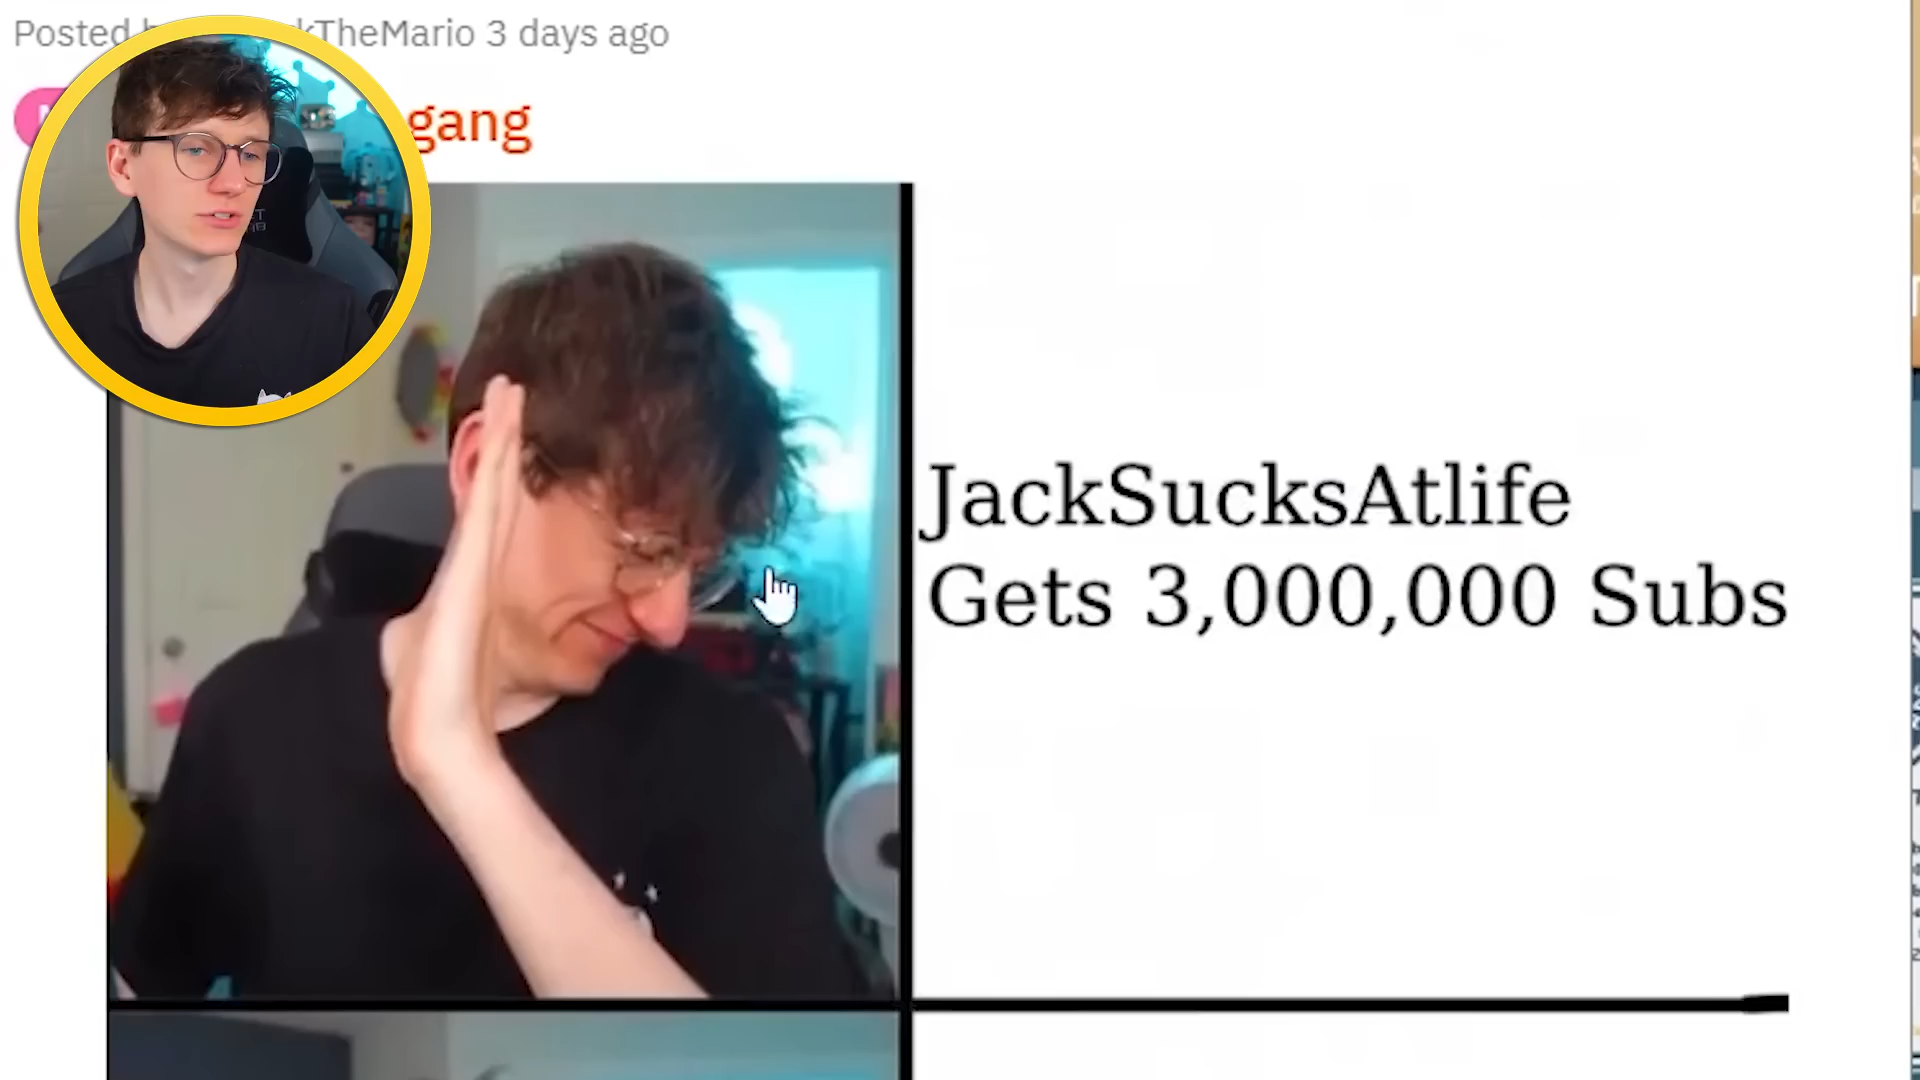 Posted kTheMario 3 days ago
gang
JackSucksAtlife
Gets 3,000,000 Subs